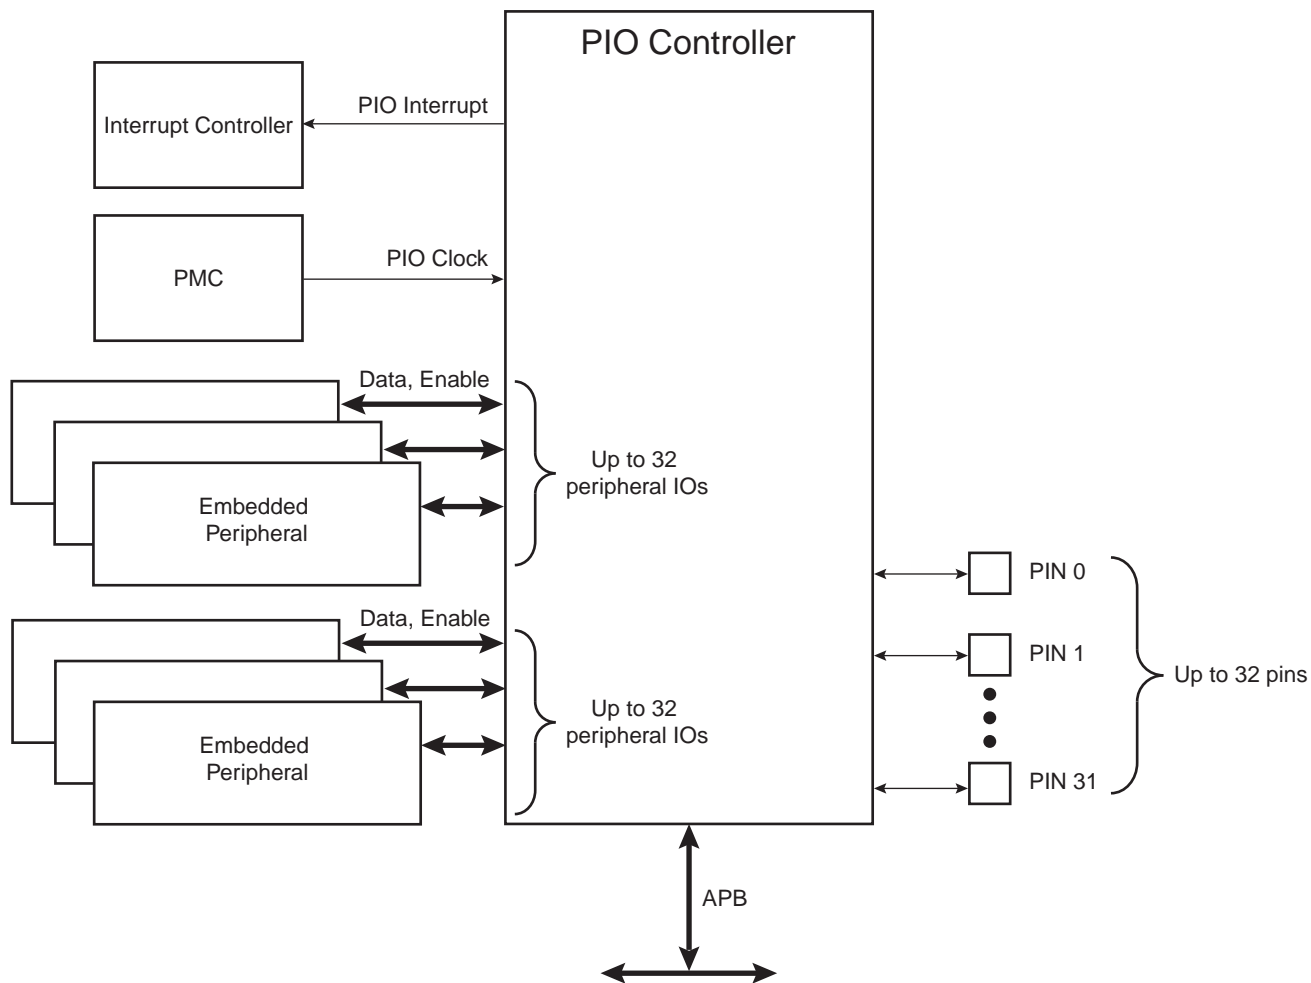 PIO Controller
PIO Interrupt
Interrupt Controller
PIO Clock
PMC
Data, Enable
Up to 32
peripheral IOs
Embedded
Peripheral
PIN 0
Data, Enable
PIN 1
Up to 32 pins
Up to 32
peripheral IOs
Embedded
Peripheral
PIN 31
APB